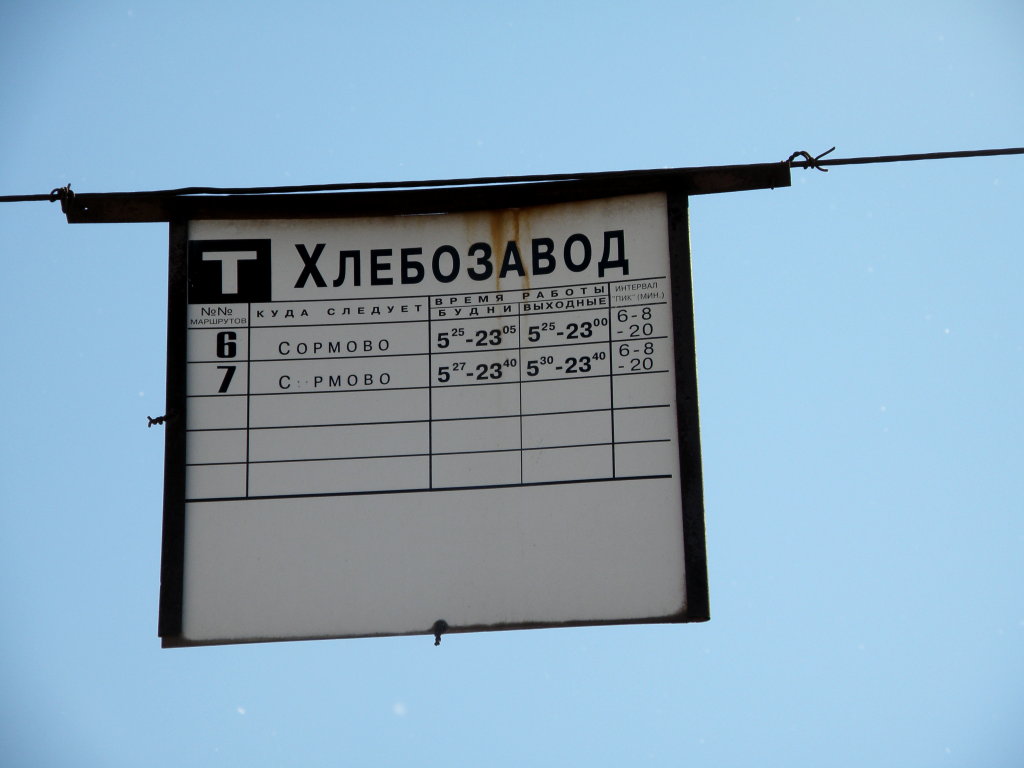 Т ХЛЕБОЗАВОД
№№ МАРШРУТОВ КУДА СЛЕДУЕТ ВРЕМЯ РАБОТЫ БУДНИ ВЫХОДНЫЕ ИНТЕРВАЛ "ПИК" (МИН.)
6 СОРМОВО 5²⁵-23⁰⁵ 5²⁵-23⁰⁰ 6-8 -20
7 С РМОВО 5²⁷-23⁴⁰ 5³⁰-23⁴⁰ 6-8 -20